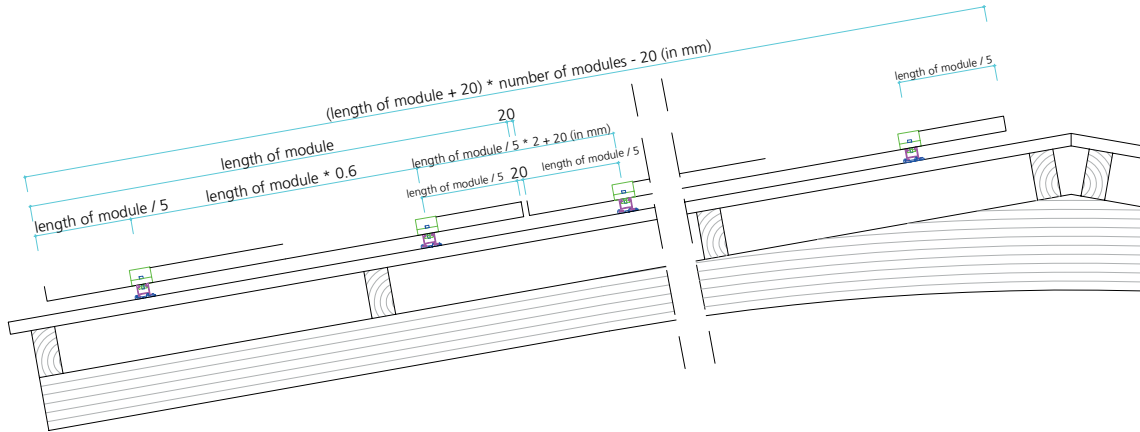 (length of module + 20) * number of modules - 20 (in mm)
length of module / 5
20
length of module
length of module / 5 * 2 + 20 (in mm)
length of module * 0.6
length of module / 5
20
length of module / 5
length of module / 5